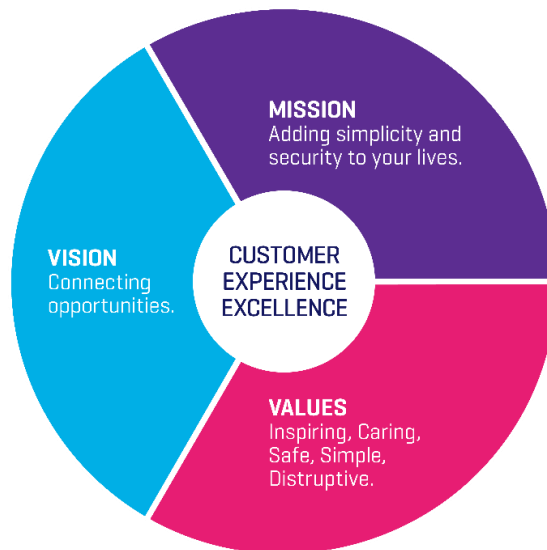 MISSION
Adding simplicity and
security to your lives.
VISION
Connecting
opportunities.
CUSTOMER
EXPERIENCE
EXCELLENCE
VALUES
Inspiring, Caring,
Safe, Simple,
Distruptive.